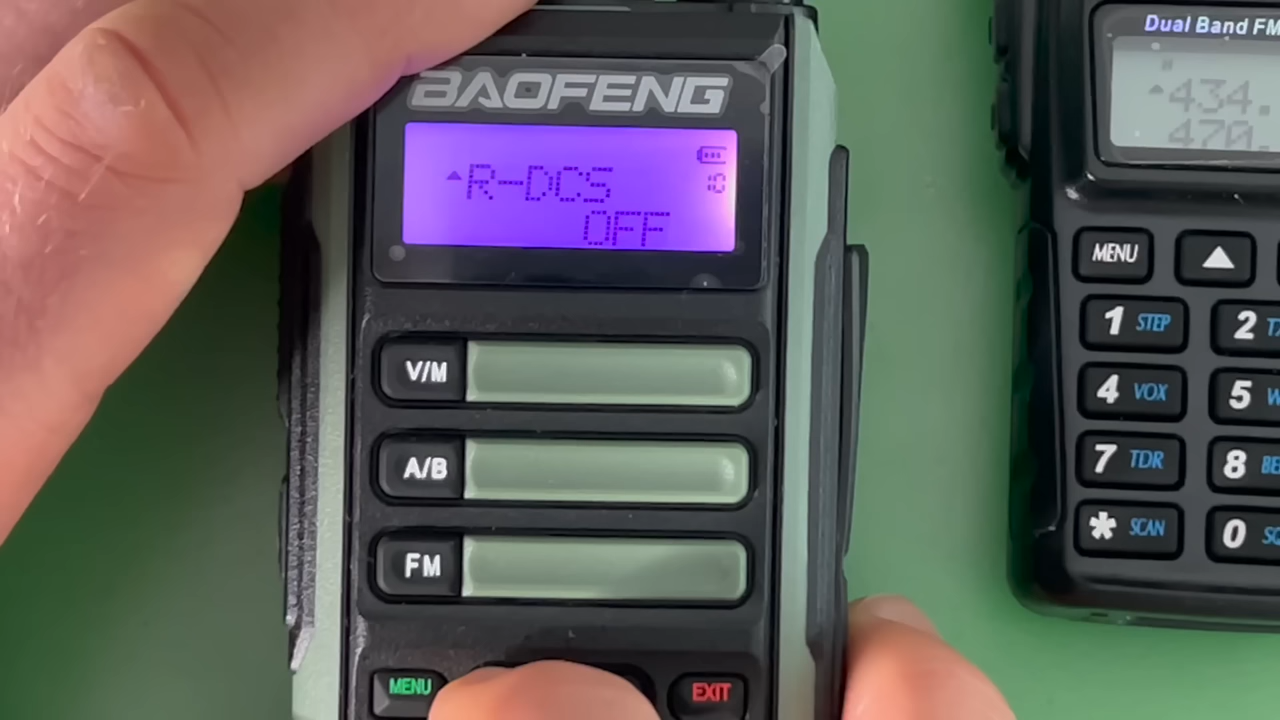 BAOFENG
R-DCS
10
OFF
V/M
A/B
FM
MENU
EXIT
Dual Band FM
434.
470.
MENU
1 STEP
2
4 VOX
5
7 TDR
8
* SCAN
0